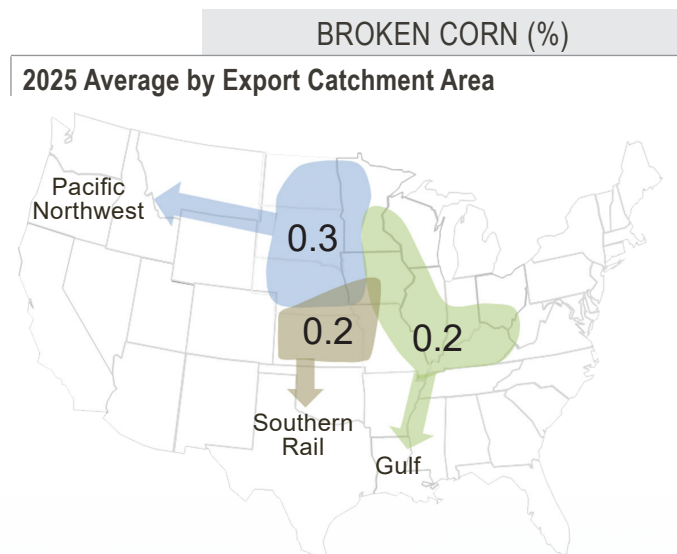 BROKEN CORN (%)
2025 Average by Export Catchment Area
Pacific
Northwest
0.3
0.2
0.2
Southern
Rail
Gulf